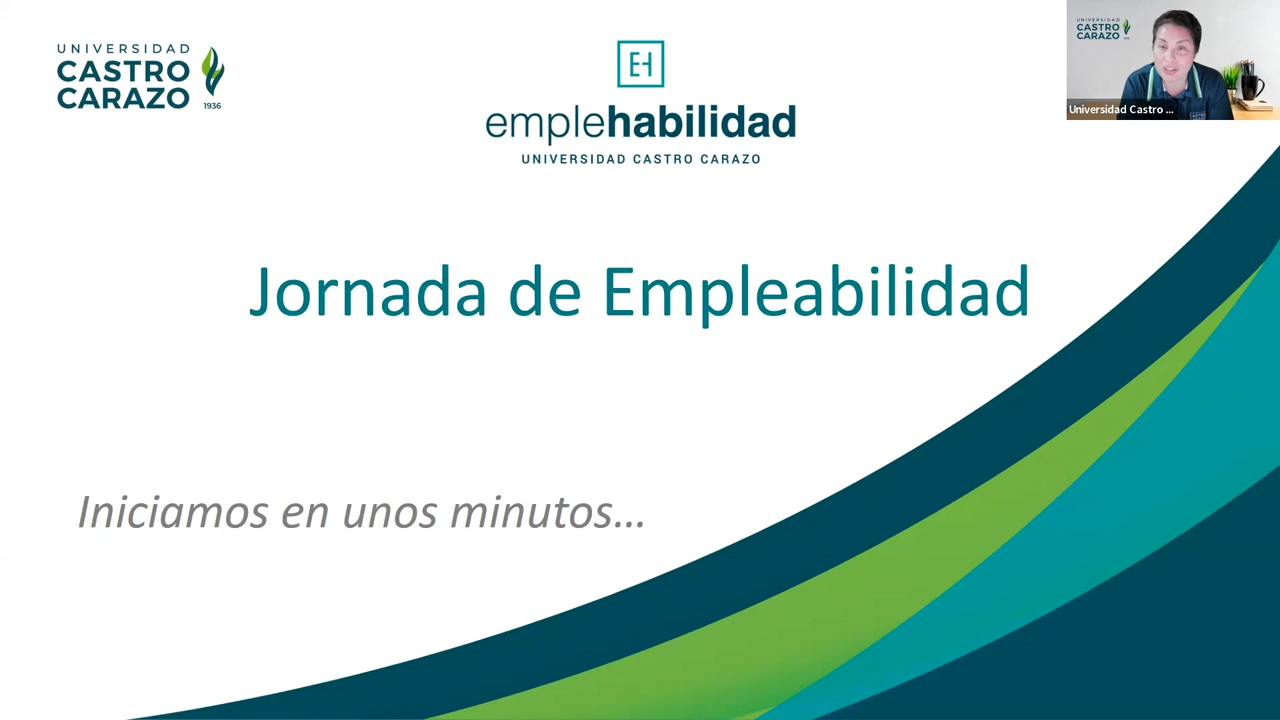 UNIVERSIDAD
CASTRO
CARAZO
1936
EH
emplehabilidad
UNIVERSIDAD CASTRO CARAZO
UNIVERSIDAD
CASTRO
CARAZO
Universidad Castro ...
Jornada de Empleabilidad
Iniciamos en unos minutos...